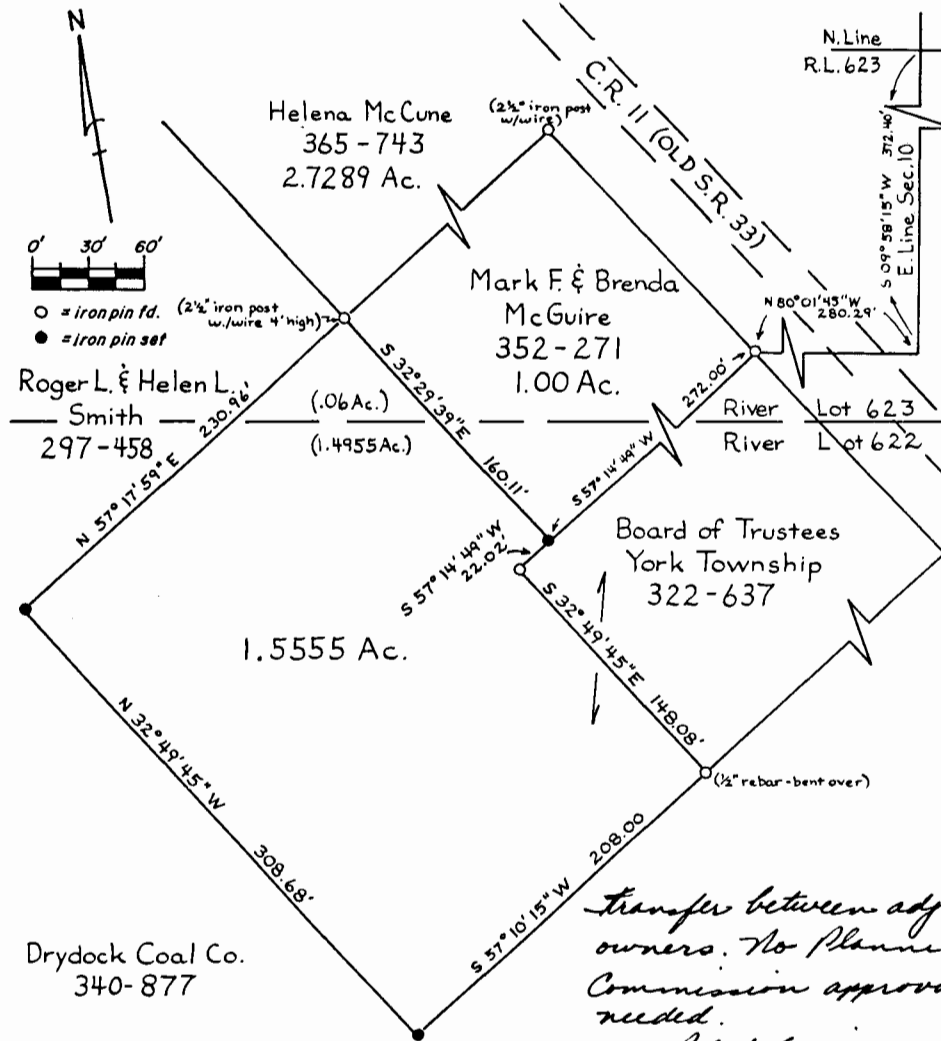 N
N. Line
R.L. 623
C.R. 11 (OLD S.R. 33)
S 09° 58' 15" W 372.40'
E. Line Sec. 10
Helena McCune
365-743
2.7289 Ac.
(2½" iron post
w/wire)
0' 30' 60'
○ = iron pin fd.
● = iron pin set
(2½" iron post
w./wire 4' high)
Mark F. & Brenda
McGuire
352-271
1.00 Ac.
N 80° 01' 45" W
280.29'
Roger L. & Helen L.
Smith
297-458
N 57° 17' 59" E 230.96'
(.06 Ac.)
(1.4955 Ac.)
S 32° 29' 39" E 160.11'
S 57° 14' 49" W 272.00'
River Lot 623
River Lot 622
S 57° 14' 49" W
22.02'
Board of Trustees
York Township
322-637
1.5555 Ac.
S 32° 49' 45" E 148.08'
(½" rebar-bent over)
N 32° 49' 45" W 308.68'
S 57° 10' 15" W 208.00
Drydock Coal Co.
340-877
transfer between adj
owners. No Planni
Commission approva
needed.